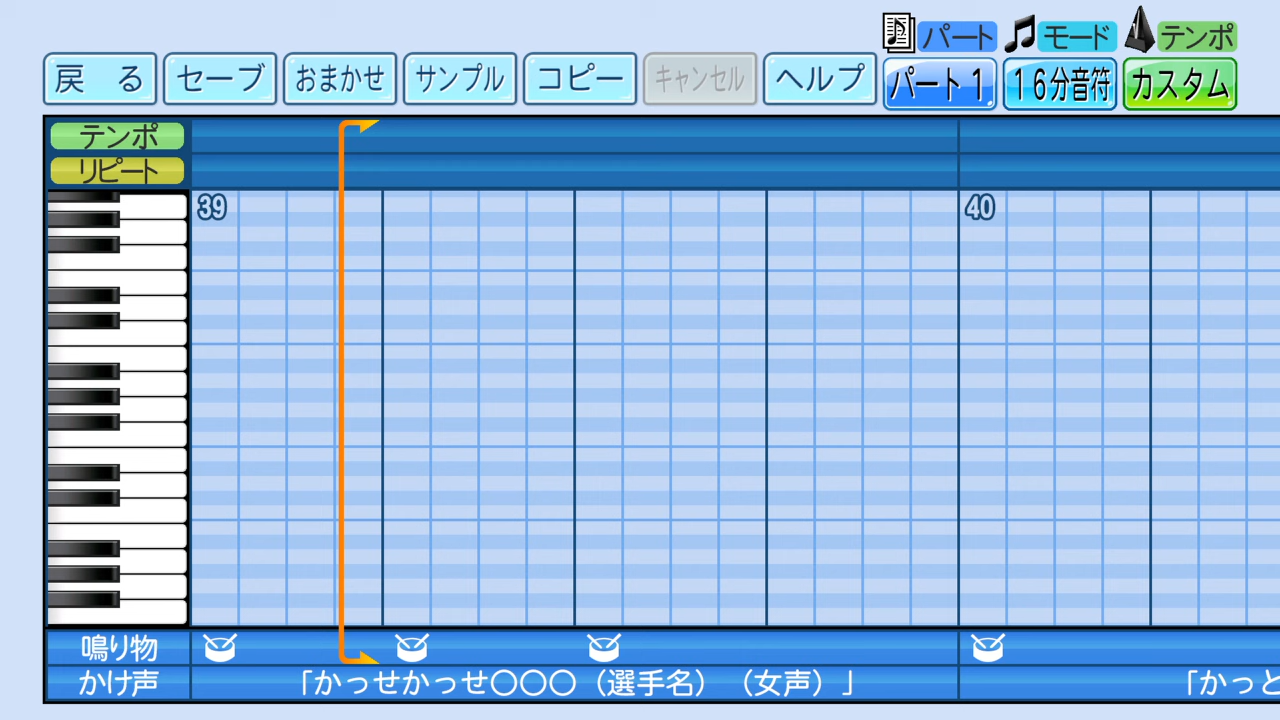 パート モード テンポ
戻る セーブ おまかせ サンプル コピー キャンセル ヘルプ パート1 16分音符 カスタム
テンポ
リピート
39 40
鳴り物
かけ声 「かっせかっせ○○○（選手名）（女声）」 「かっと